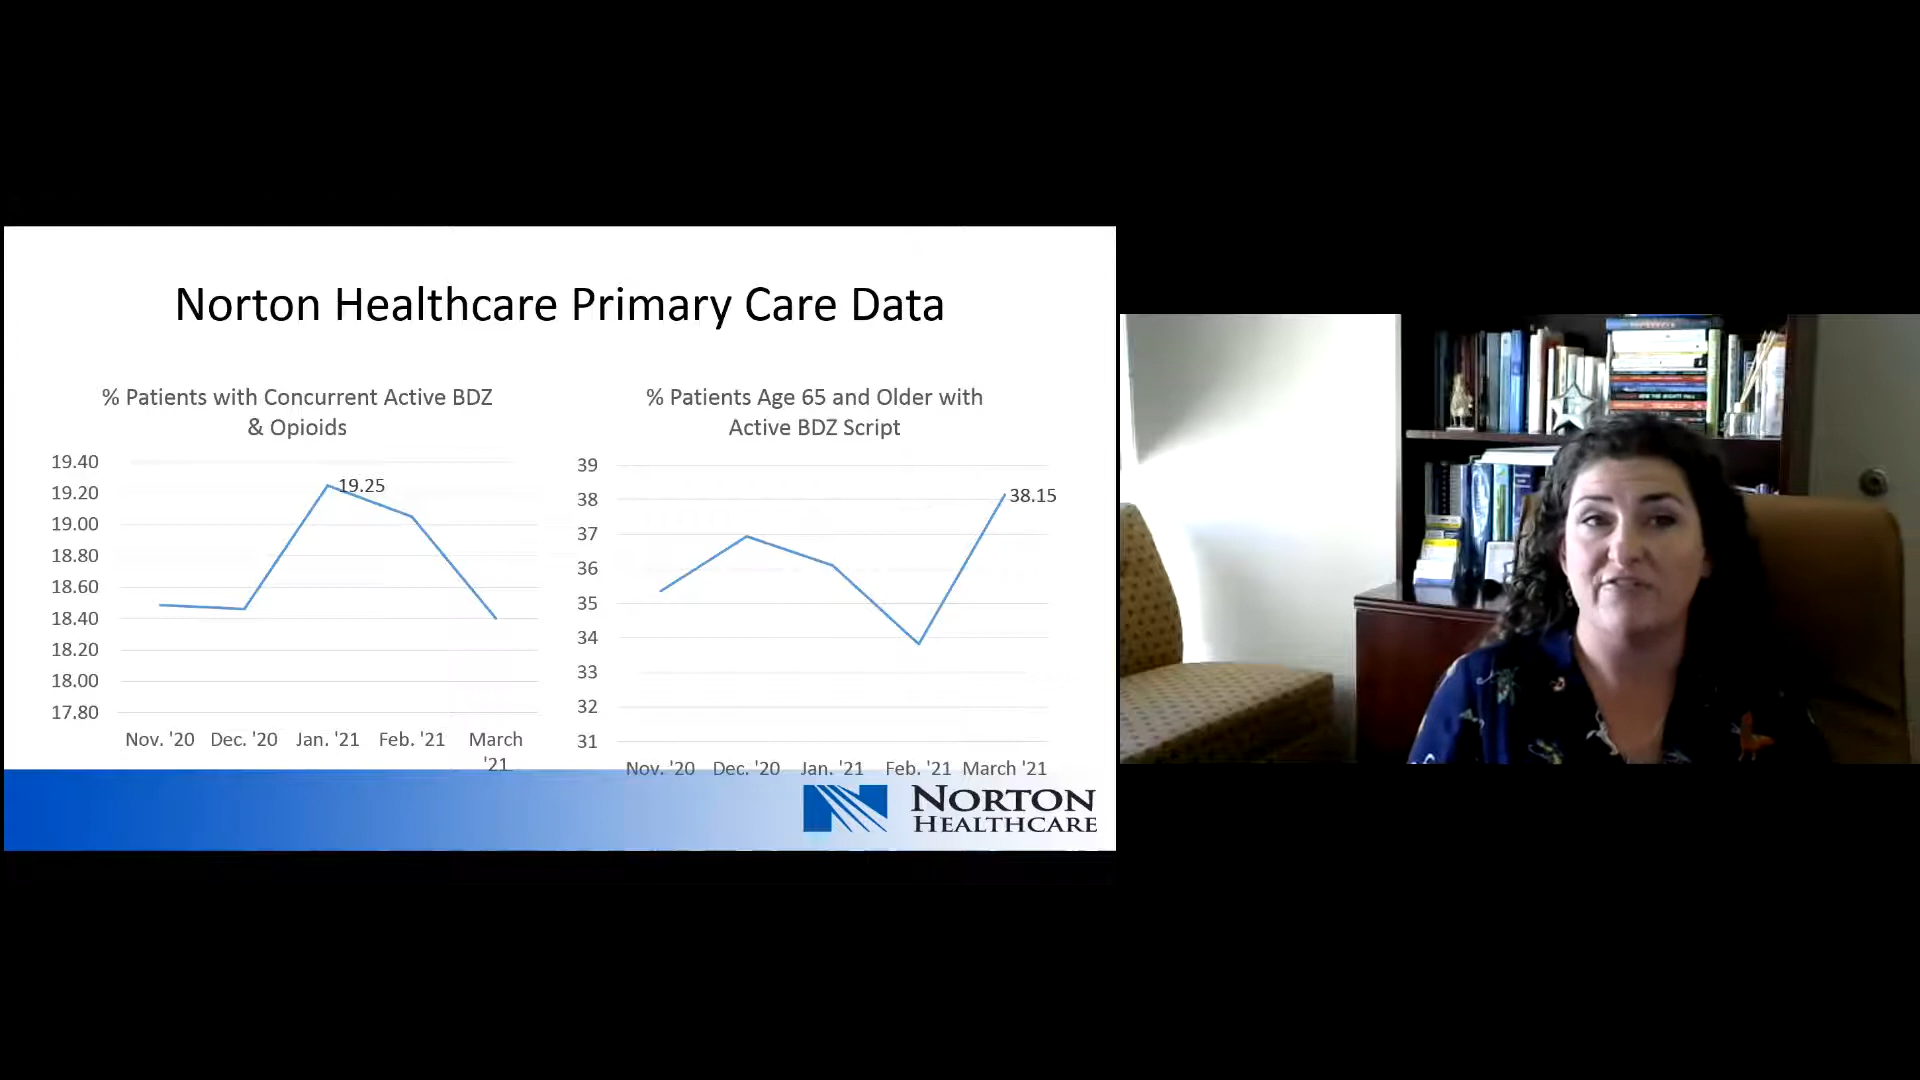 Norton Healthcare Primary Care Data
% Patients with Concurrent Active BDZ
& Opioids
19.40
19.20
19.00
18.80
18.60
18.40
18.20
18.00
17.80
19.25
Nov. '20
Dec. '20
Jan. '21
Feb. '21
March
'21
% Patients Age 65 and Older with
Active BDZ Script
39
38
37
36
35
34
33
32
31
38.15
Nov. '20
Dec. '20
Jan. '21
Feb. '21
March '21
NORTON
HEALTHCARE